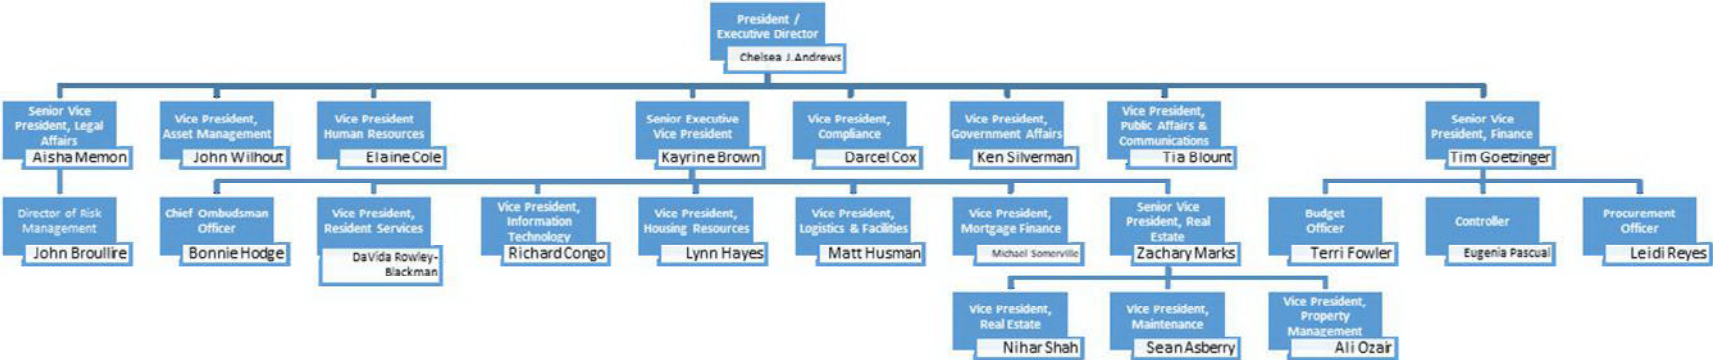 President /
Executive Director
Chelsea J. Andrews
Senior Vice
President, Legal
Affairs
Aisha Memon
Vice President,
Asset Management
John Wilhout
Vice President
Human Resources
Elaine Cole
Senior Executive
Vice President
Kayrine Brown
Vice President,
Compliance
Darcel Cox
Vice President,
Government Affairs
Ken Silverman
Vice President,
Public Affairs &
Communications
Tia Blount
Senior Vice
President, Finance
Tim Goetzinger
Director of Risk
Management
John Broullire
Chief Ombudsman
Officer
Bonnie Hodge
Vice President,
Resident Services
DaVida Rowley-
Blackman
Vice President,
Information
Technology
Richard Congo
Vice President,
Housing Resources
Lynn Hayes
Vice President,
Logistics & Facilities
Matt Husman
Vice President,
Mortgage Finance
Michael Somerville
Senior Vice
President, Real
Estate
Zachary Marks
Budget
Officer
Terri Fowler
Controller
Eugenia Pascual
Procurement
Officer
Leidi Reyes
Vice President,
Real Estate
Nihar Shah
Vice President,
Maintenance
Sean Asberry
Vice President,
Property
Management
Ali Ozair